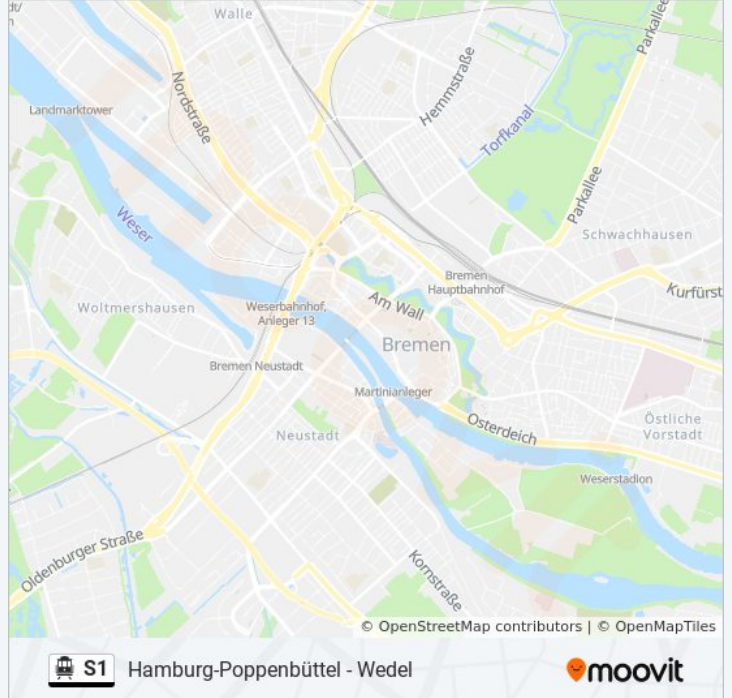 dt/
Walle
Parkallee
Hemmstraße
Nordstraße
Landmarktower
Torfkanal
Parkallee
Weser
Schwachhausen
Bremen
Hauptbahnhof
Kurfürst
Woltmershausen
Weserbahnhof,
Anleger 13
Am Wall
Bremen
Bremen Neustadt
Martinianleger
Östliche
Vorstadt
Osterdeich
Neustadt
Weserstadion
Oldenburger Straße
Kornstraße
© OpenStreetMap contributors | © OpenMapTiles
S1 Hamburg-Poppenbüttel - Wedel
moovit